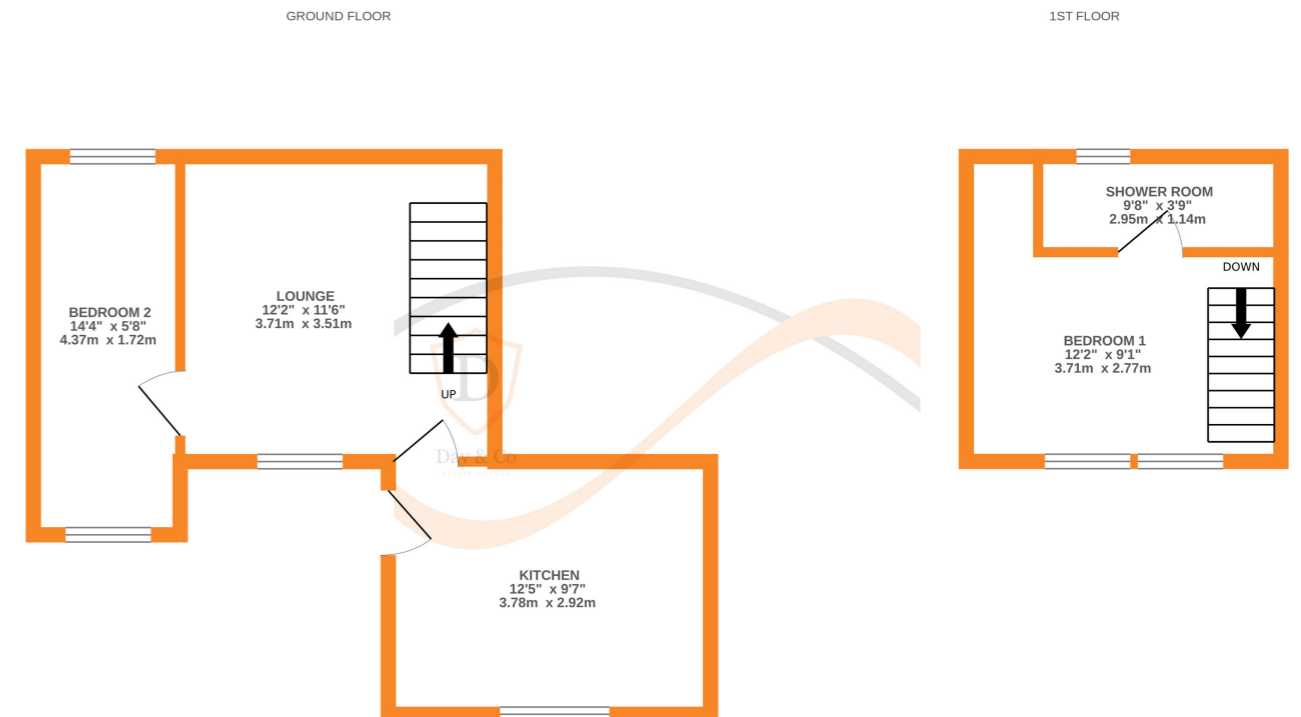 GROUND FLOOR
1ST FLOOR
BEDROOM 2
14'4" x 5'8"
4.37m x 1.72m
LOUNGE
12'2" x 11'6"
3.71m x 3.51m
UP
D
Day & Co
KITCHEN
12'5" x 9'7"
3.78m x 2.92m
SHOWER ROOM
9'8" x 3'9"
2.95m x 1.14m
DOWN
BEDROOM 1
12'2" x 9'1"
3.71m x 2.77m